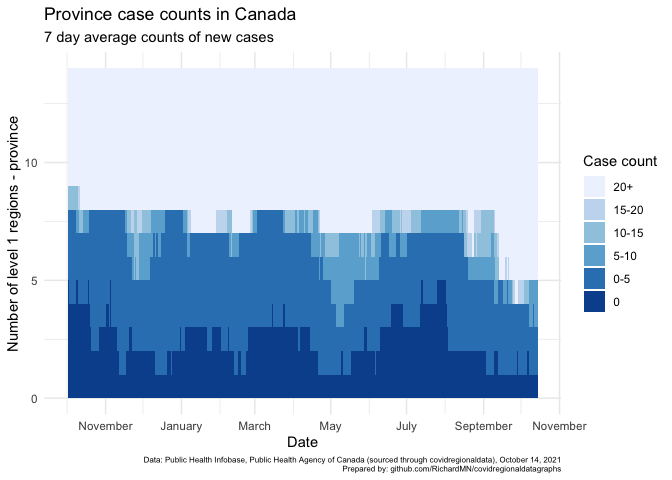 Province case counts in Canada
7 day average counts of new cases
Number of level 1 regions - province
10
5
0
November
January
March
May
July
September
November
Date
Case count
20+
15-20
10-15
5-10
0-5
0
Data: Public Health Infobase, Public Health Agency of Canada (sourced through covidregionaldata), October 14, 2021
Prepared by: github.com/RichardMN/covidregionaldatagraphs